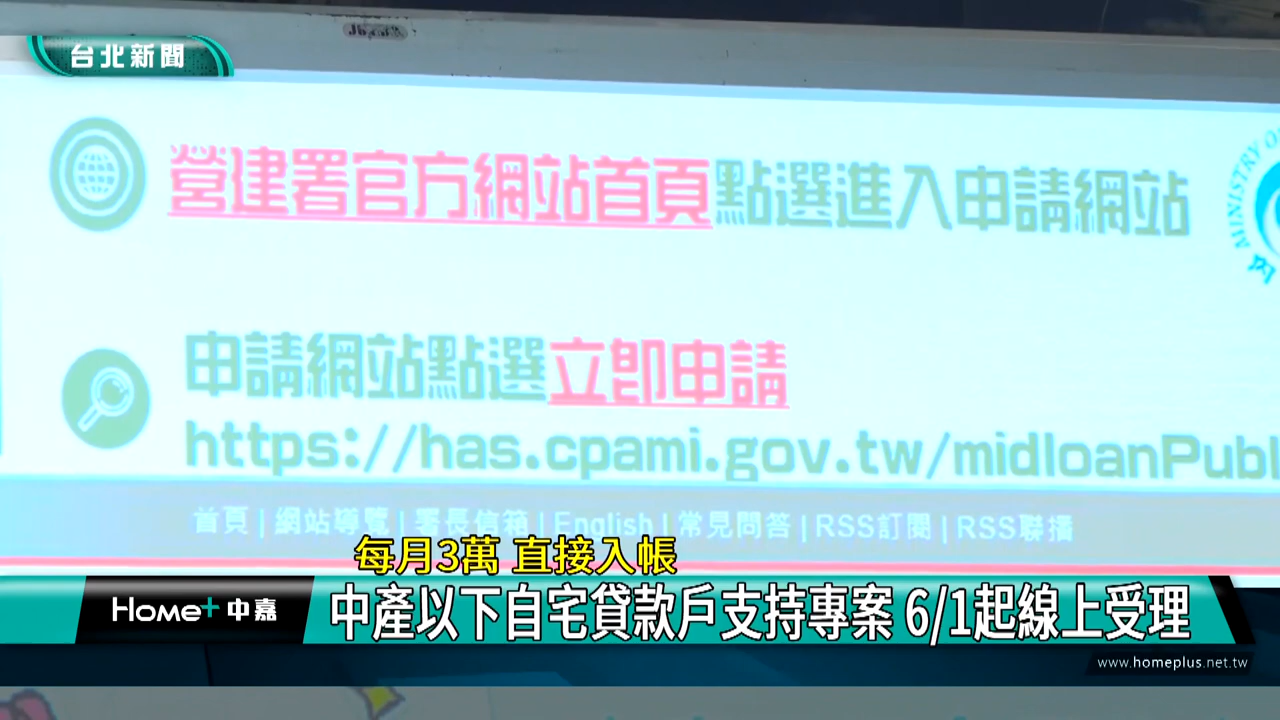 台北新聞
營建署官方網站首頁點選進入申請網站
MINISTRY O
申請網站點選立即申請
https://has.cpami.gov.tw/midloanPubl
首頁 | 網站導覽 | 署長信箱 | English | 常見問答 | RSS訂閱 | RSS聯播
每月3萬 直接入帳
Home+中嘉
中產以下自宅貸款戶支持專案 6/1起線上受理
www.homeplus.net.tw